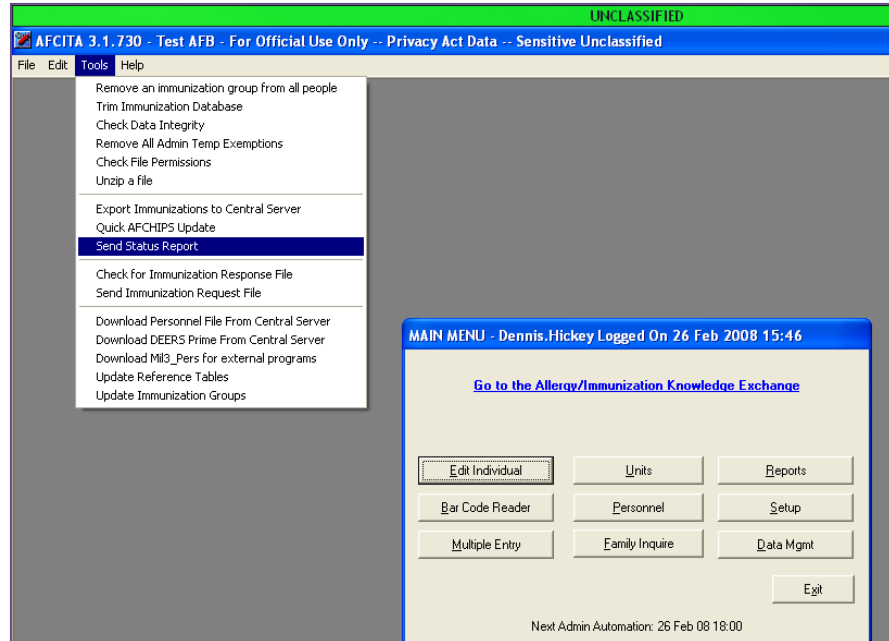 UNCLASSIFIED
AFCITA 3.1.730 - Test AFB - For Official Use Only -- Privacy Act Data -- Sensitive Unclassified
File Edit Tools Help
Remove an immunization group from all people
Trim Immunization Database
Check Data Integrity
Remove All Admin Temp Exemptions
Check File Permissions
Unzip a file
Export Immunizations to Central Server
Quick AFCHIPS Update
Send Status Report
Check for Immunization Response File
Send Immunization Request File
Download Personnel File From Central Server
Download DEERS Prime From Central Server
Download Mil3_Pers for external programs
Update Reference Tables
Update Immunization Groups
MAIN MENU - Dennis.Hickey Logged On 26 Feb 2008 15:46
Go to the Allergy/Immunization Knowledge Exchange
Edit Individual Units Reports
Bar Code Reader Personnel Setup
Multiple Entry Family Inquire Data Mgmt
Exit
Next Admin Automation: 26 Feb 08 18:00